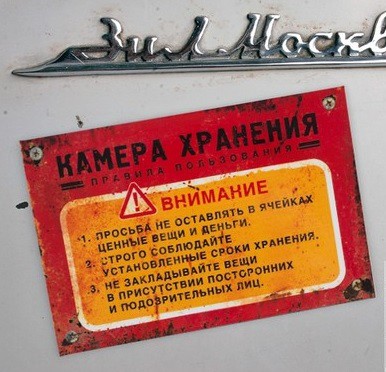 ЗиЛ Москв
КАМЕРА ХРАНЕНИЯ
ПРАВИЛА ПОЛЬЗОВАНИЯ
ВНИМАНИЕ
1. ПРОСЬБА НЕ ОСТАВЛЯТЬ В ЯЧЕЙКАХ
ЦЕННЫЕ ВЕЩИ И ДЕНЬГИ.
2. СТРОГО СОБЛЮДАЙТЕ
УСТАНОВЛЕННЫЕ СРОКИ ХРАНЕНИЯ.
3. НЕ ЗАКЛАДЫВАЙТЕ ВЕЩИ
В ПРИСУТСТВИИ ПОСТОРОННИХ
И ПОДОЗРИТЕЛЬНЫХ ЛИЦ.